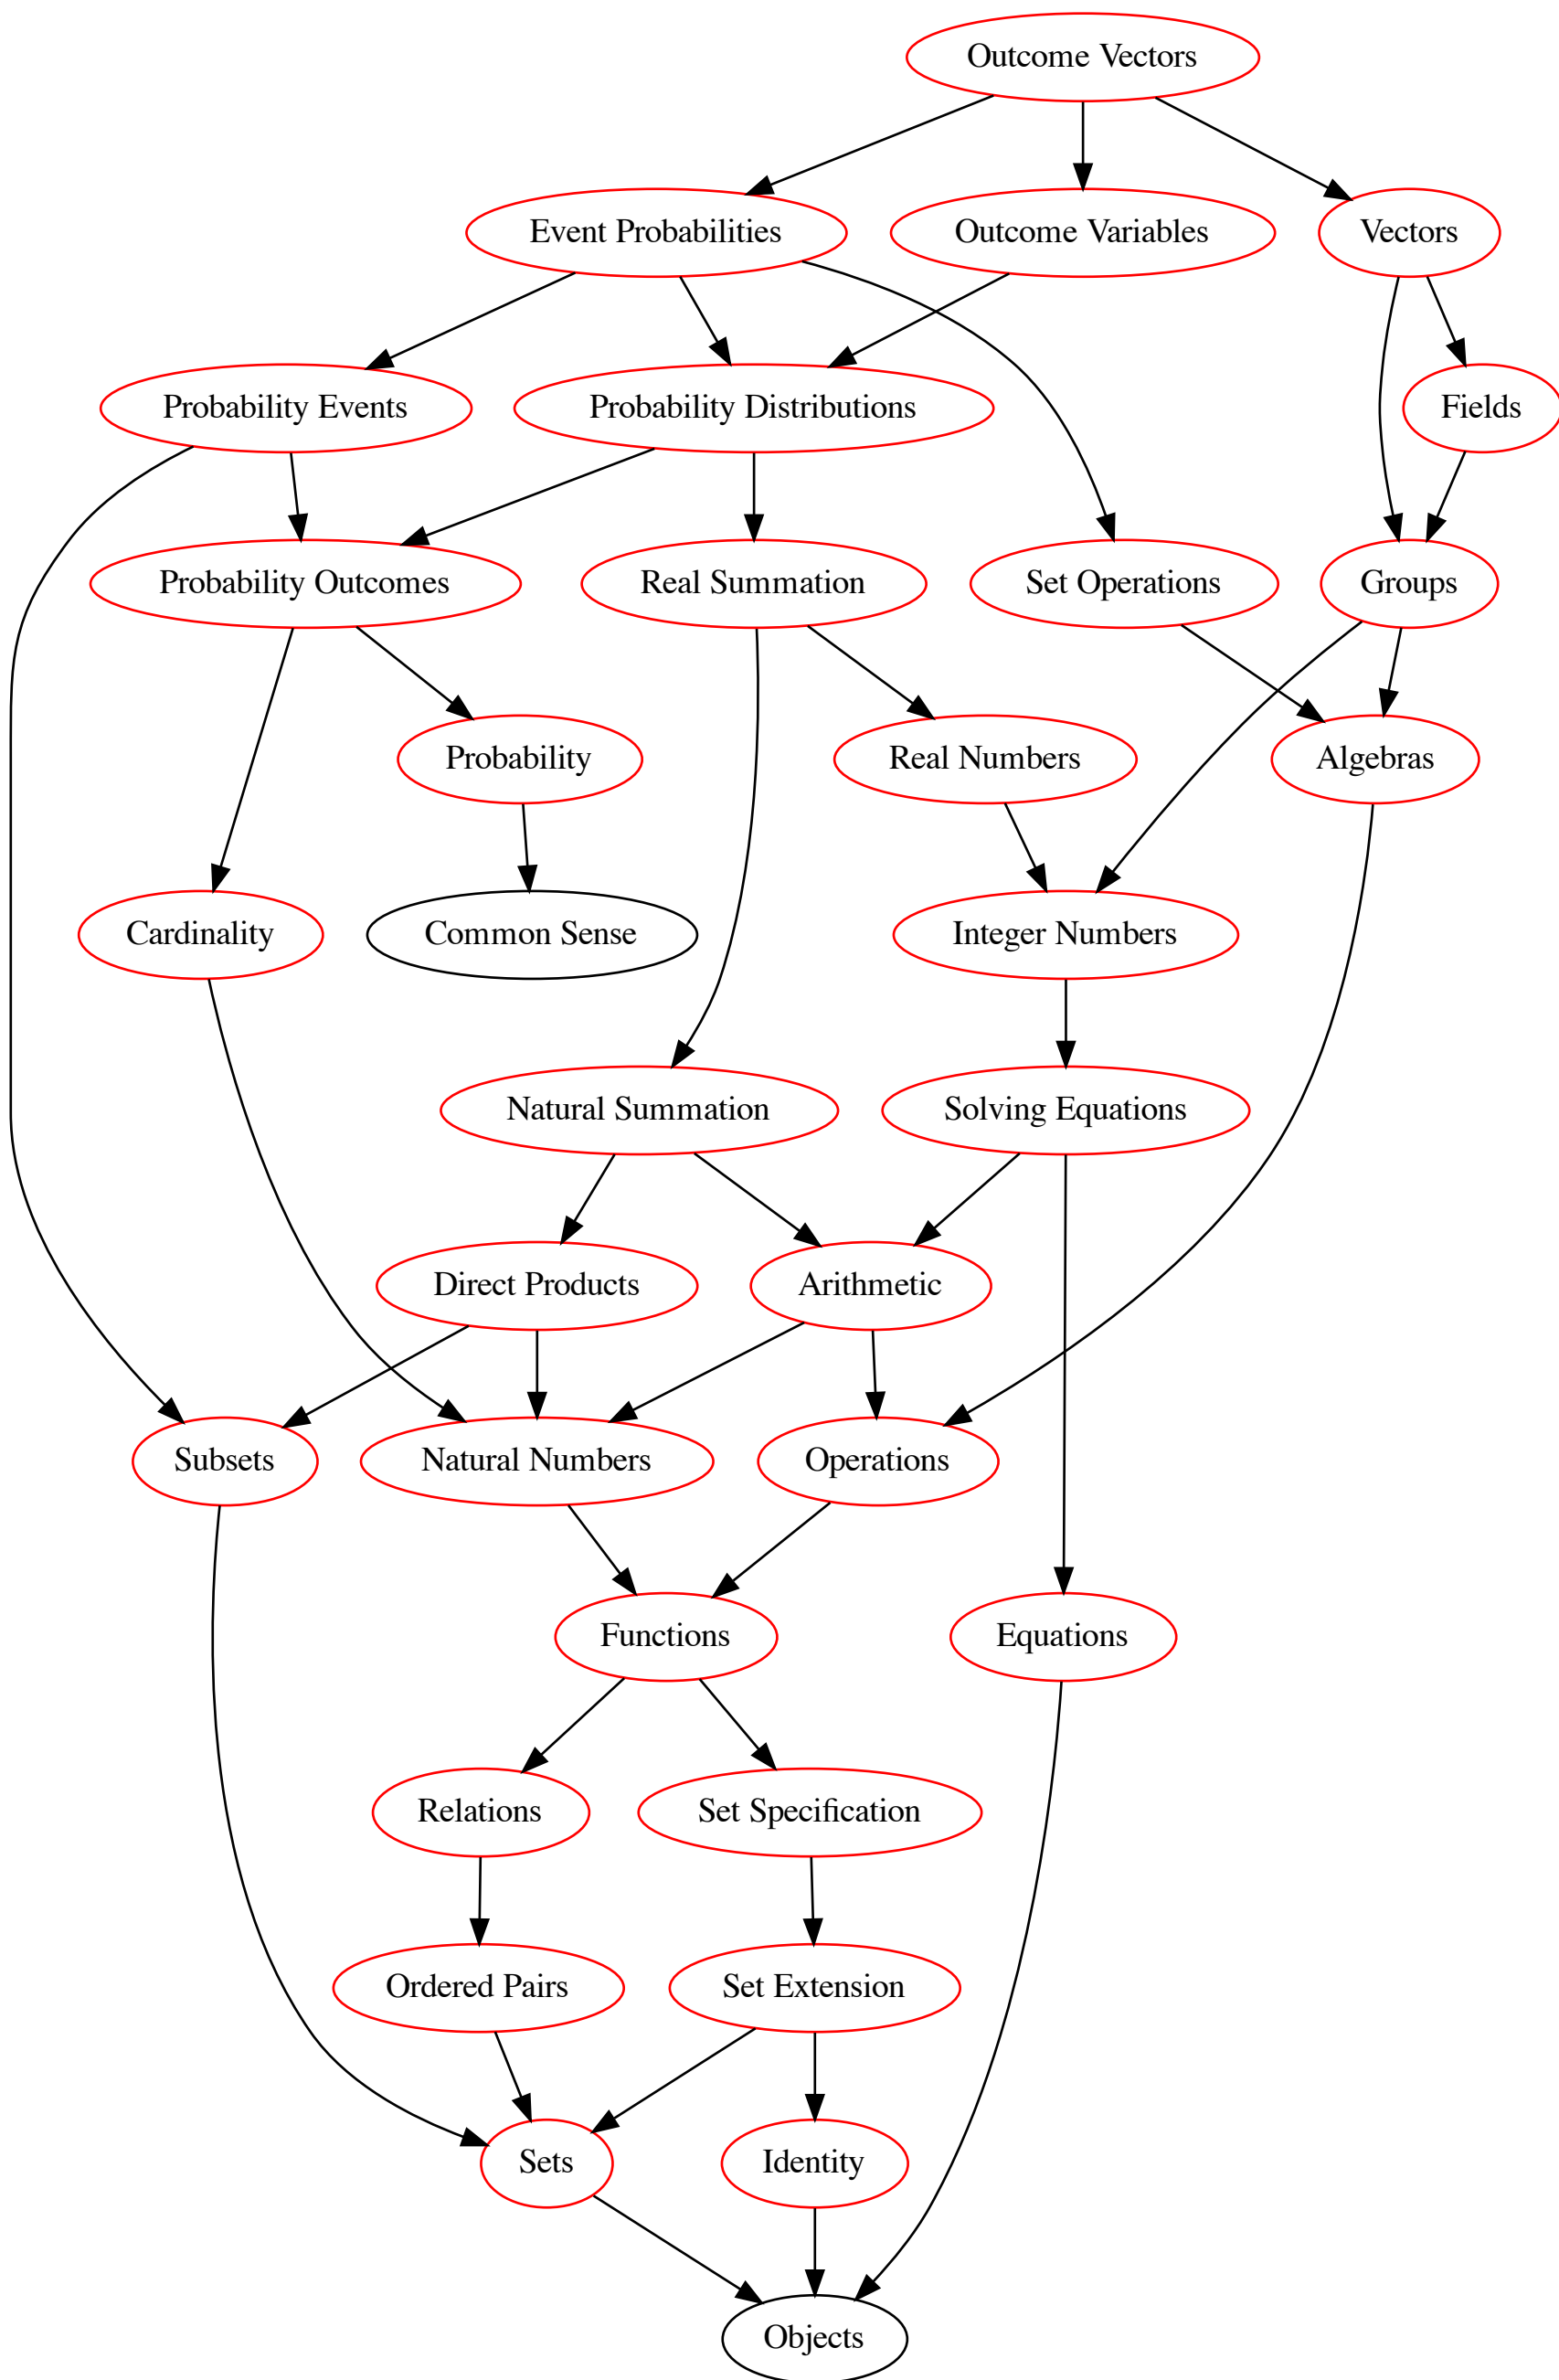 Outcome Vectors
Event Probabilities
Outcome Variables
Vectors
Probability Events
Probability Distributions
Fields
Probability Outcomes
Real Summation
Set Operations
Groups
Probability
Real Numbers
Algebras
Cardinality
Common Sense
Integer Numbers
Natural Summation
Solving Equations
Direct Products
Arithmetic
Subsets
Natural Numbers
Operations
Functions
Equations
Relations
Set Specification
Ordered Pairs
Set Extension
Sets
Identity
Objects